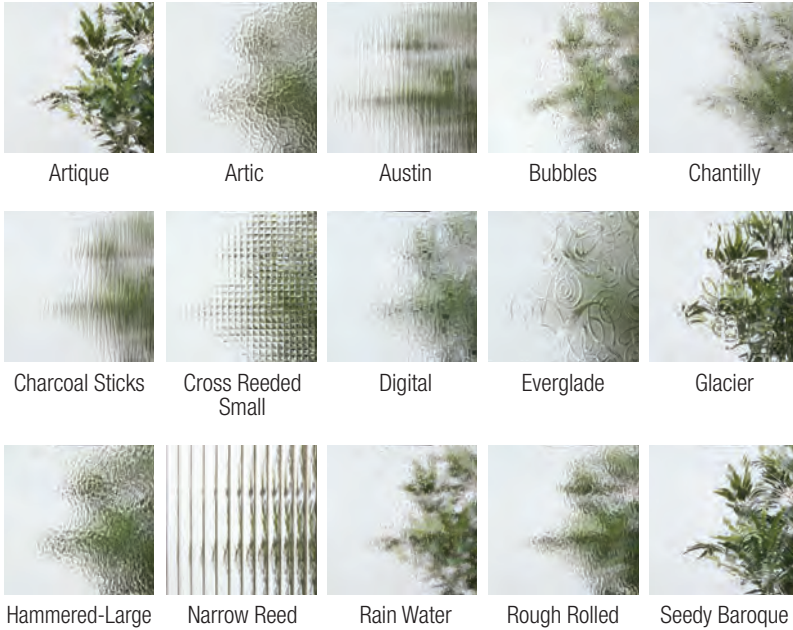 Artique
Artic
Austin
Bubbles
Chantilly
Charcoal Sticks
Cross Reeded
Small
Digital
Everglade
Glacier
Hammered-Large
Narrow Reed
Rain Water
Rough Rolled
Seedy Baroque